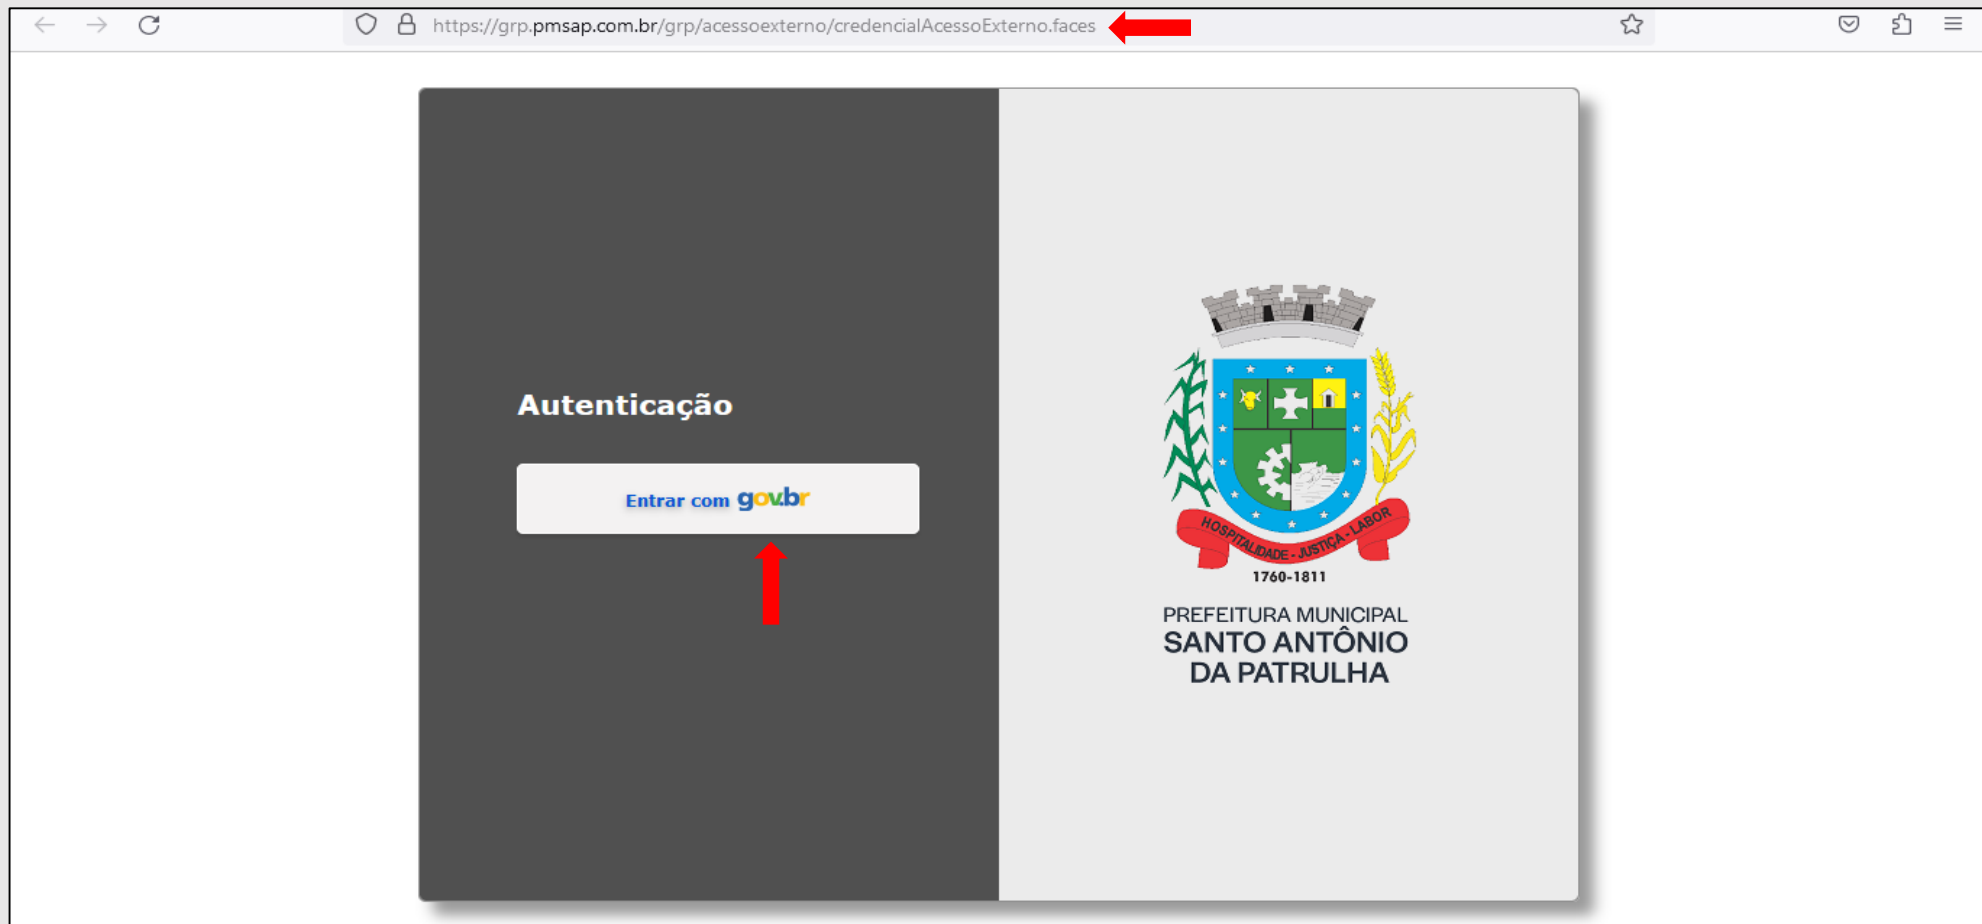 https://grp.pmsap.com.br/grp/acessoexterno/credencialAcessoExterno.faces
Autenticação
Entrar com gov.br
HOSPITALIDADE - JUSTIÇA - LABOR
1760-1811
PREFEITURA MUNICIPAL
SANTO ANTÔNIO
DA PATRULHA